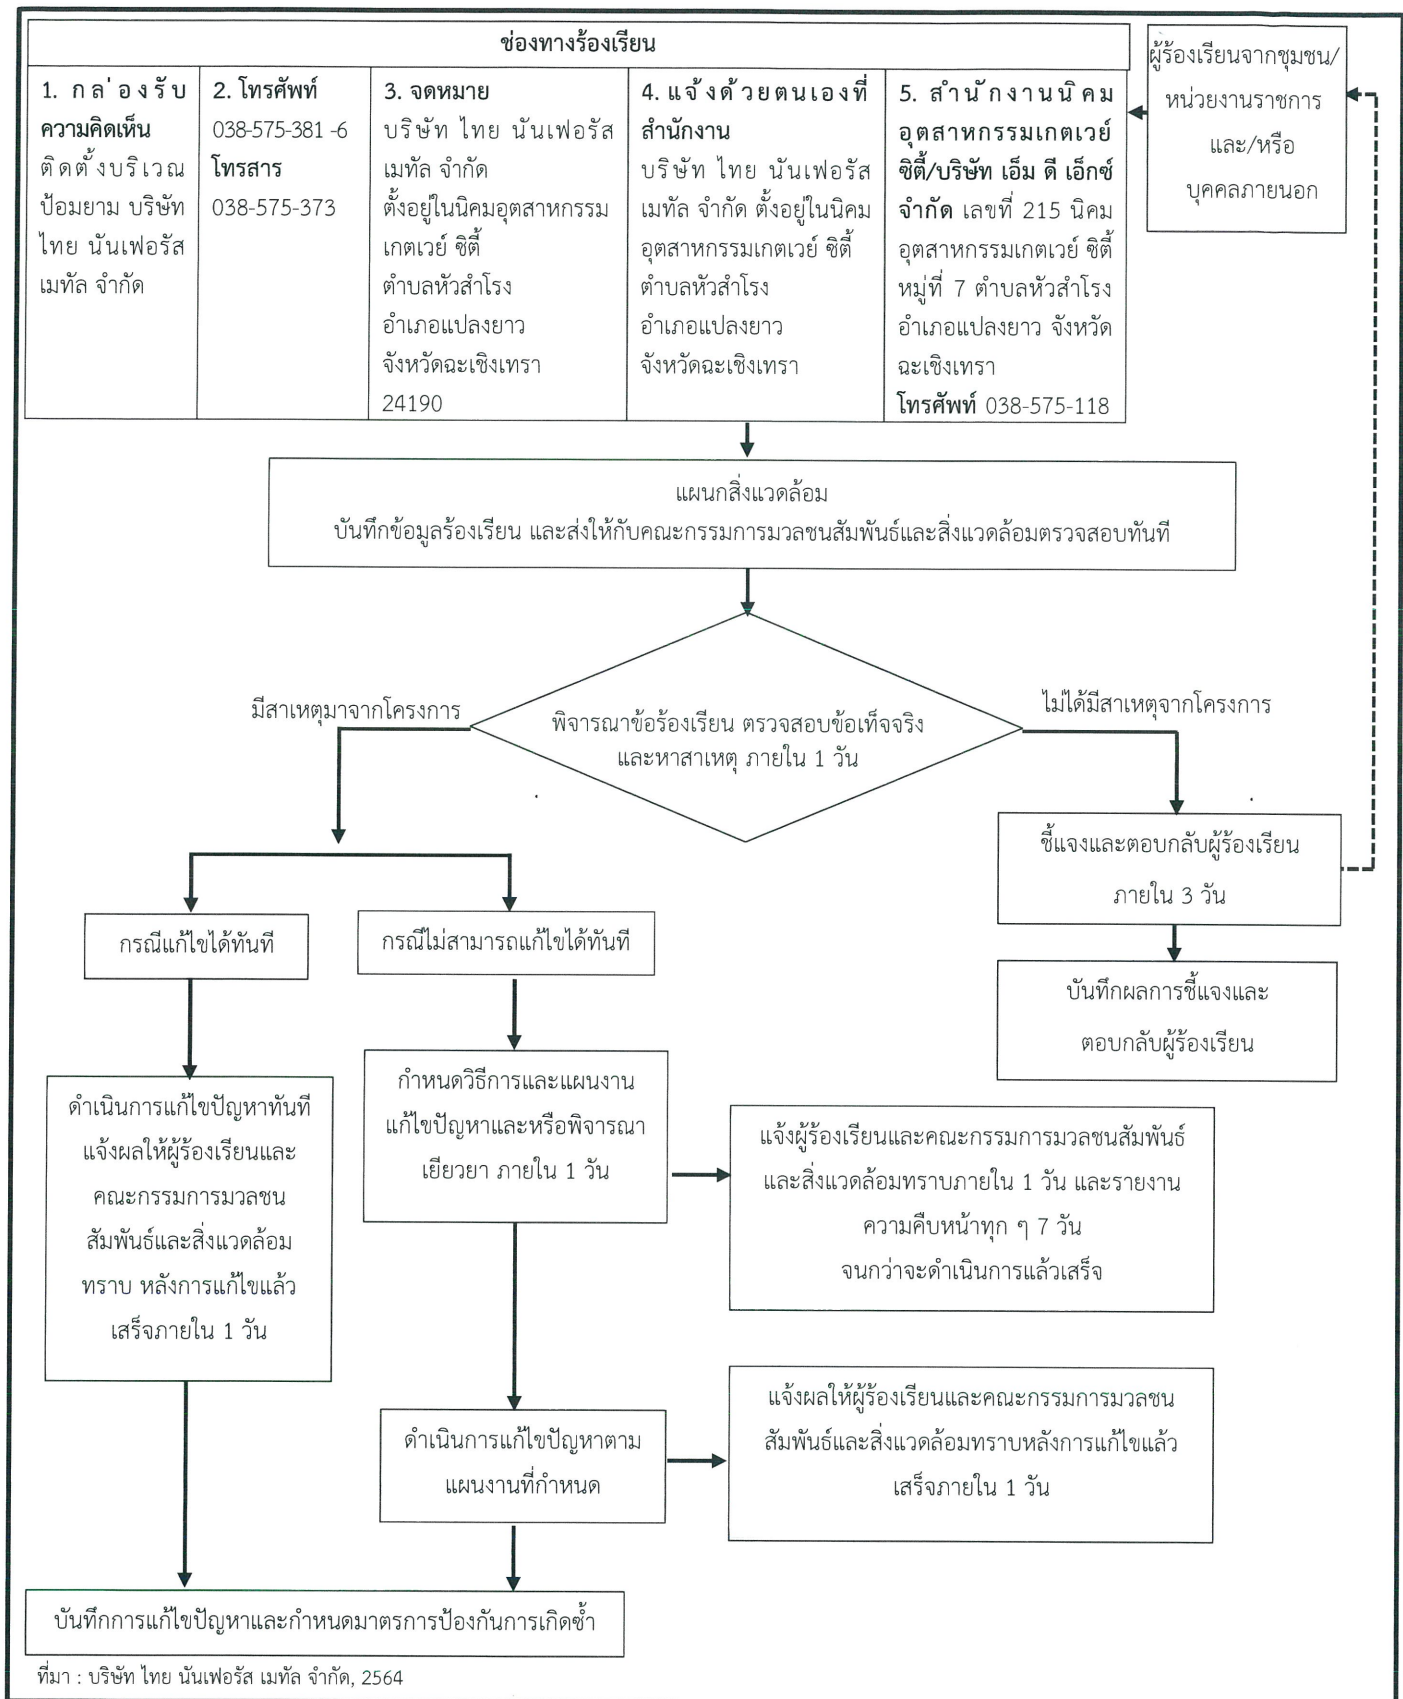 ช่องทางร้องเรียน
1. กล่องรับ
ความคิดเห็น
ติดตั้งบริเวณ
ป้อมยาม บริษัท
ไทย นันเฟอรัส
เมทัล จำกัด
2. โทรศัพท์
038-575-381 -6
โทรสาร
038-575-373
3. จดหมาย
บริษัท ไทย นันเฟอรัส
เมทัล จำกัด
ตั้งอยู่ในนิคมอุตสาหกรรม
เกตเวย์ ซิตี้
ตำบลหัวสำโรง
อำเภอแปลงยาว
จังหวัดฉะเชิงเทรา
24190
4. แจ้งด้วยตนเองที่
สำนักงาน
บริษัท ไทย นันเฟอรัส
เมทัล จำกัด ตั้งอยู่ในนิคม
อุตสาหกรรมเกตเวย์ ซิตี้
ตำบลหัวสำโรง
อำเภอแปลงยาว
จังหวัดฉะเชิงเทรา
5. สำนักงานนิคม
อุตสาหกรรมเกตเวย์
ซิตี้/บริษัท เอ็ม ดี เอ็กซ์
จำกัด เลขที่ 215 นิคม
อุตสาหกรรมเกตเวย์ ซิตี้
หมู่ที่ 7 ตำบลหัวสำโรง
อำเภอแปลงยาว จังหวัด
ฉะเชิงเทรา
โทรศัพท์ 038-575-118
ผู้ร้องเรียนจากชุมชน/
หน่วยงานราชการ
และ/หรือ
บุคคลภายนอก
แผนกสิ่งแวดล้อม
บันทึกข้อมูลร้องเรียน และส่งให้กับคณะกรรมการมวลชนสัมพันธ์และสิ่งแวดล้อมตรวจสอบทันที
มีสาเหตุมาจากโครงการ
พิจารณาข้อร้องเรียน ตรวจสอบข้อเท็จจริง
และหาสาเหตุ ภายใน 1 วัน
ไม่ได้มีสาเหตุจากโครงการ
ชี้แจงและตอบกลับผู้ร้องเรียน
ภายใน 3 วัน
บันทึกผลการชี้แจงและ
ตอบกลับผู้ร้องเรียน
กรณีแก้ไขได้ทันที
กรณีไม่สามารถแก้ไขได้ทันที
ดำเนินการแก้ไขปัญหาทันที
แจ้งผลให้ผู้ร้องเรียนและ
คณะกรรมการมวลชน
สัมพันธ์และสิ่งแวดล้อม
ทราบ หลังการแก้ไขแล้ว
เสร็จภายใน 1 วัน
กำหนดวิธีการและแผนงาน
แก้ไขปัญหาและหรือพิจารณา
เยียวยา ภายใน 1 วัน
แจ้งผู้ร้องเรียนและคณะกรรมการมวลชนสัมพันธ์
และสิ่งแวดล้อมทราบภายใน 1 วัน และรายงาน
ความคืบหน้าทุก ๆ 7 วัน
จนกว่าจะดำเนินการแล้วเสร็จ
ดำเนินการแก้ไขปัญหาตาม
แผนงานที่กำหนด
แจ้งผลให้ผู้ร้องเรียนและคณะกรรมการมวลชน
สัมพันธ์และสิ่งแวดล้อมทราบหลังการแก้ไขแล้ว
เสร็จภายใน 1 วัน
บันทึกการแก้ไขปัญหาและกำหนดมาตรการป้องกันการเกิดซ้ำ
ที่มา : บริษัท ไทย นันเฟอรัส เมทัล จำกัด, 2564